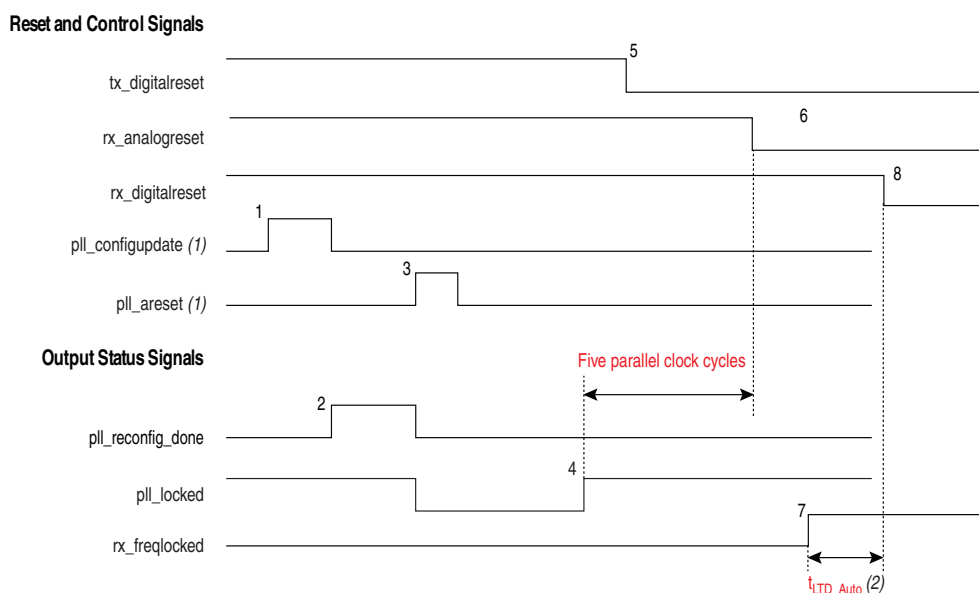 Reset and Control Signals
5
tx_digitalreset
6
rx_analogreset
8
rx_digitalreset
1
pll_configupdate (1)
3
pll_areset (1)
Output Status Signals
Five parallel clock cycles
2
pll_reconfig_done
4
pll_locked
7
rx_freqlocked
tLTD_Auto (2)